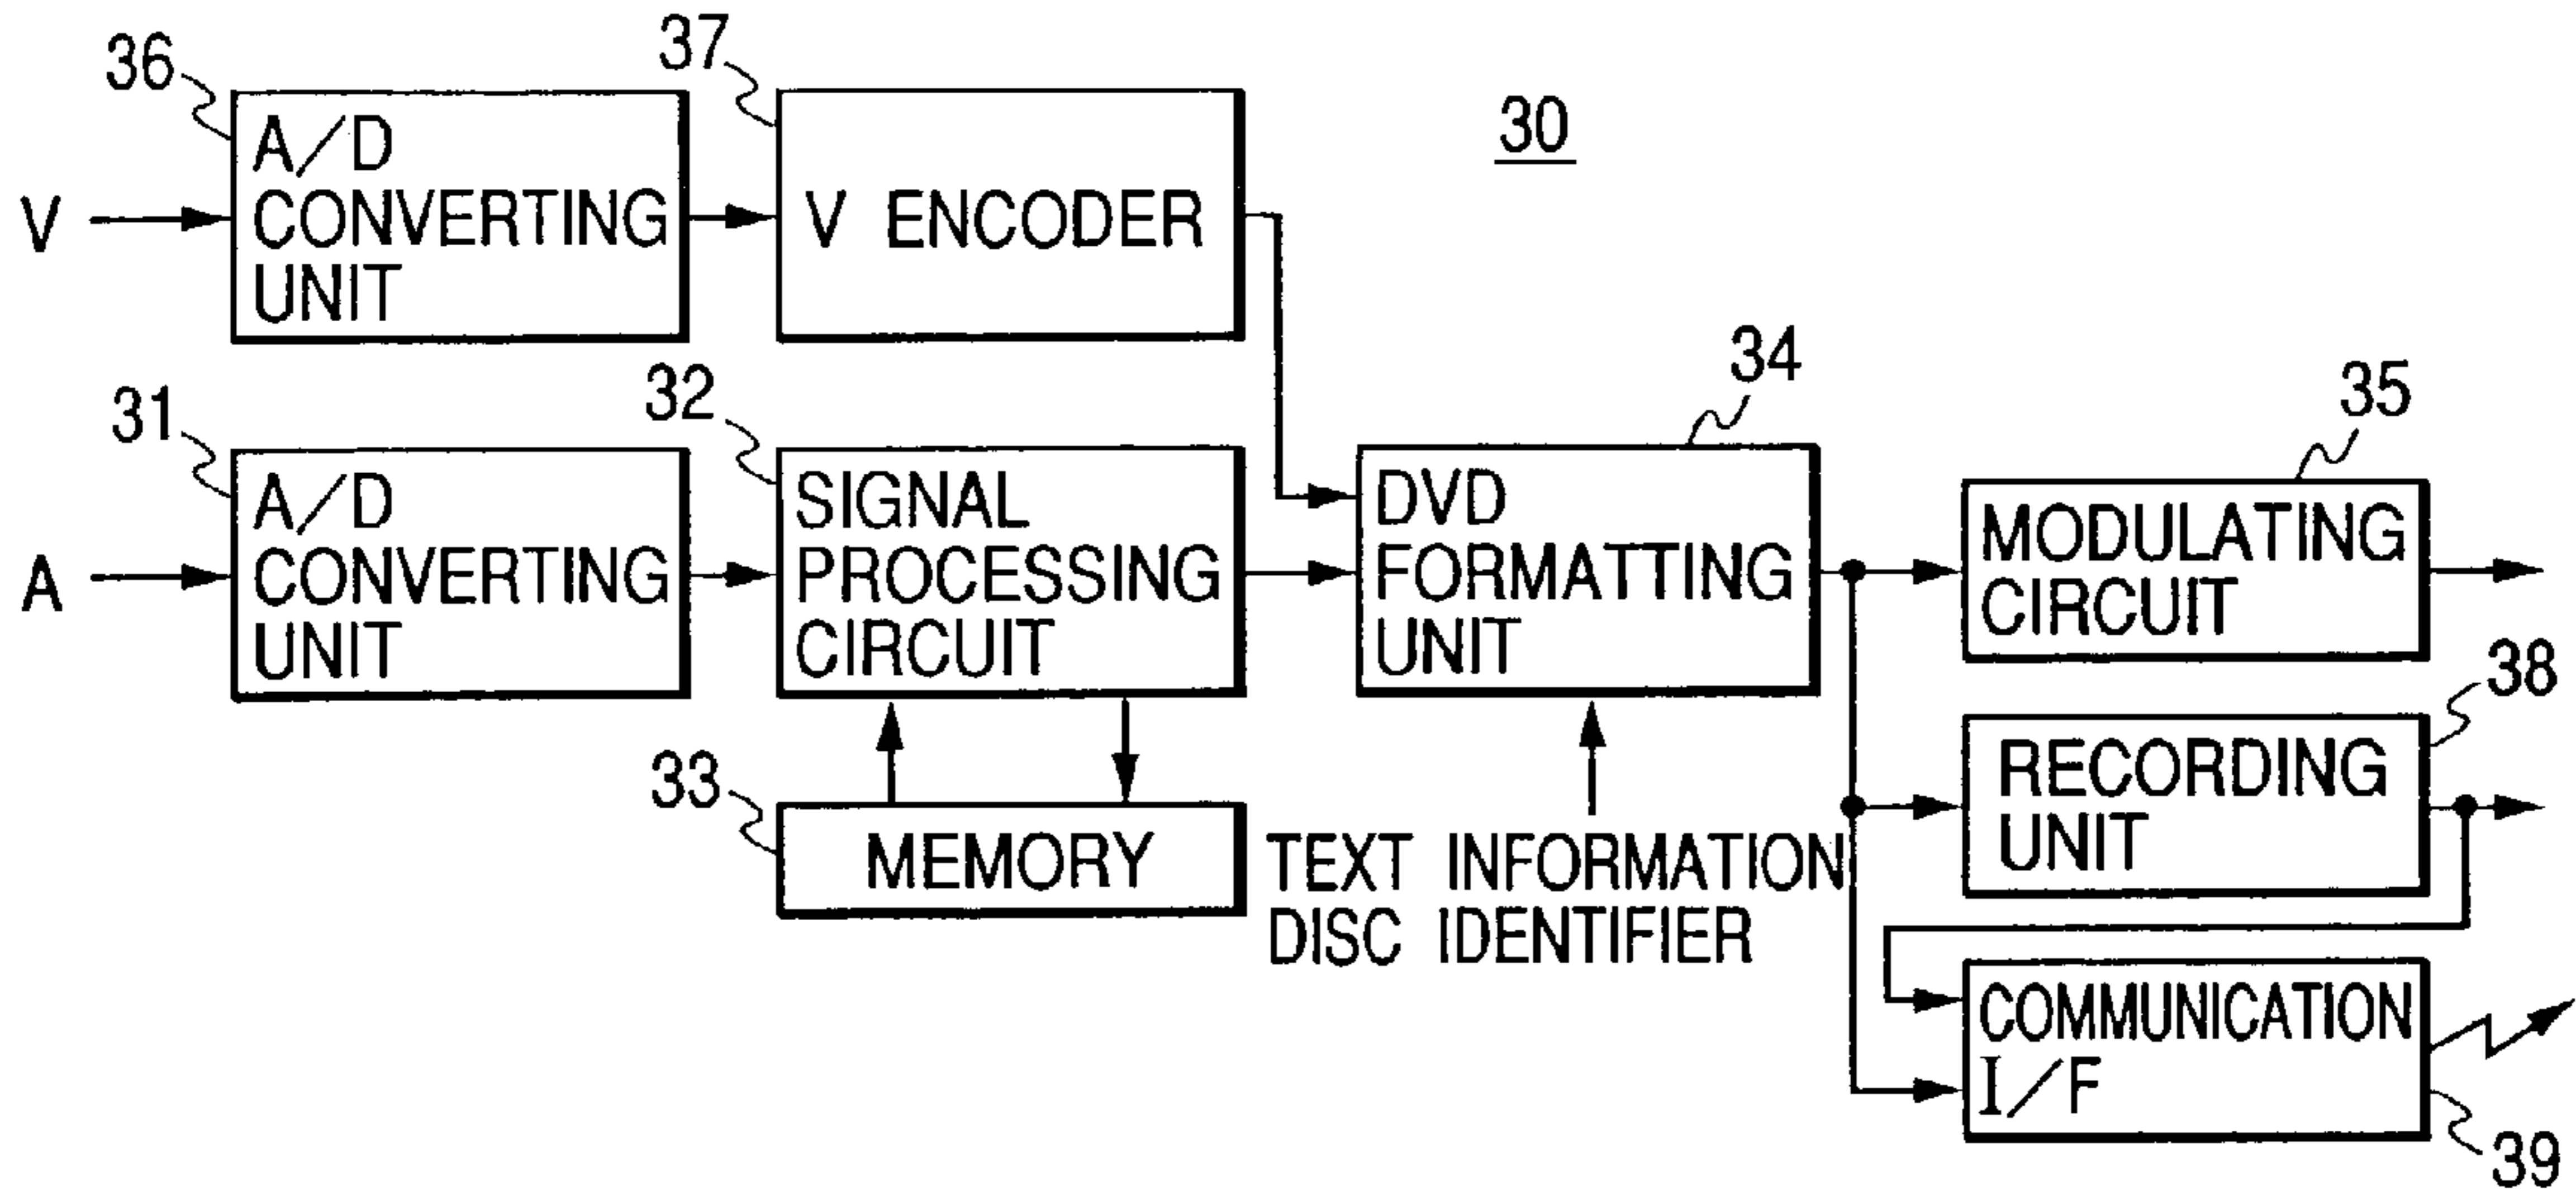 36
37
30
V
A/D
CONVERTING
UNIT
V ENCODER
34
35
31
32
A
A/D
CONVERTING
UNIT
SIGNAL
PROCESSING
CIRCUIT
DVD
FORMATTING
UNIT
MODULATING
CIRCUIT
38
33
MEMORY
TEXT INFORMATION
DISC IDENTIFIER
RECORDING
UNIT
COMMUNICATION
I/F
39